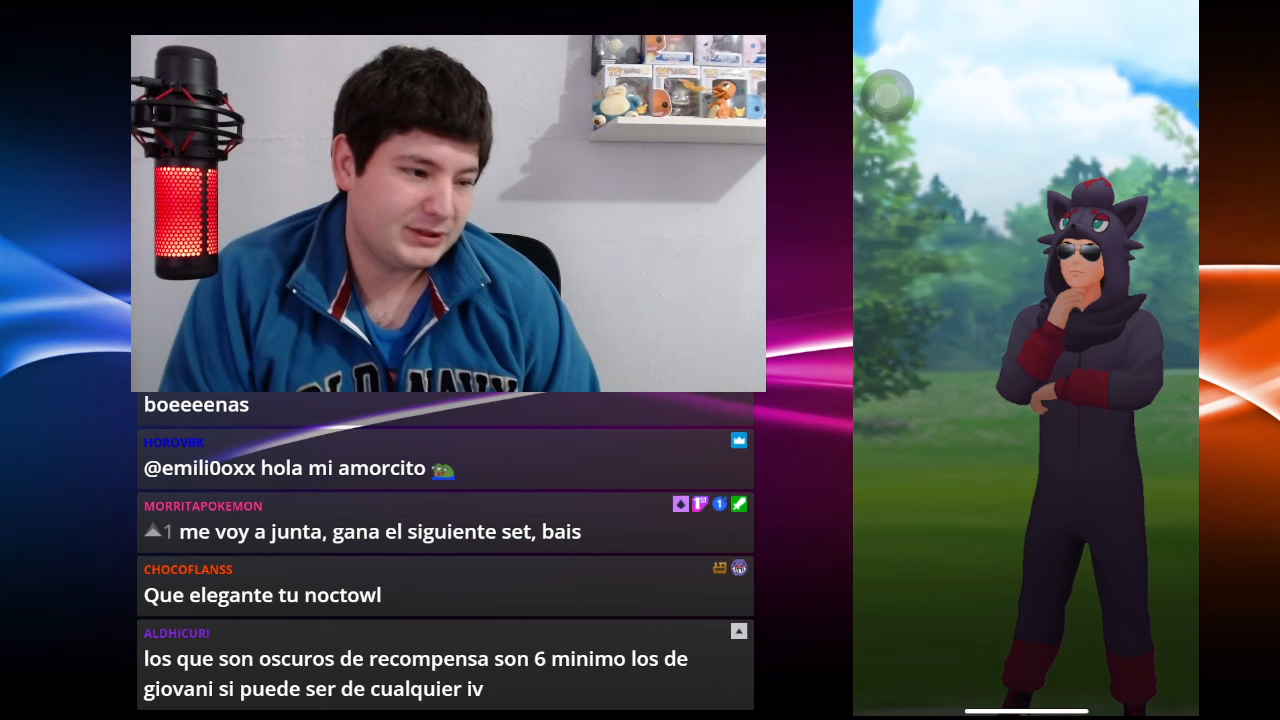 OLD NAVY
boeeeenas
HOROVBK
@emili0oxx hola mi amorcito
MORRITAPOKEMON
1 me voy a junta, gana el siguiente set, bais
CHOCOFLANSS
Que elegante tu noctowl
ALDHICURI
los que son oscuros de recompensa son 6 minimo los de
giovani si puede ser de cualquier iv